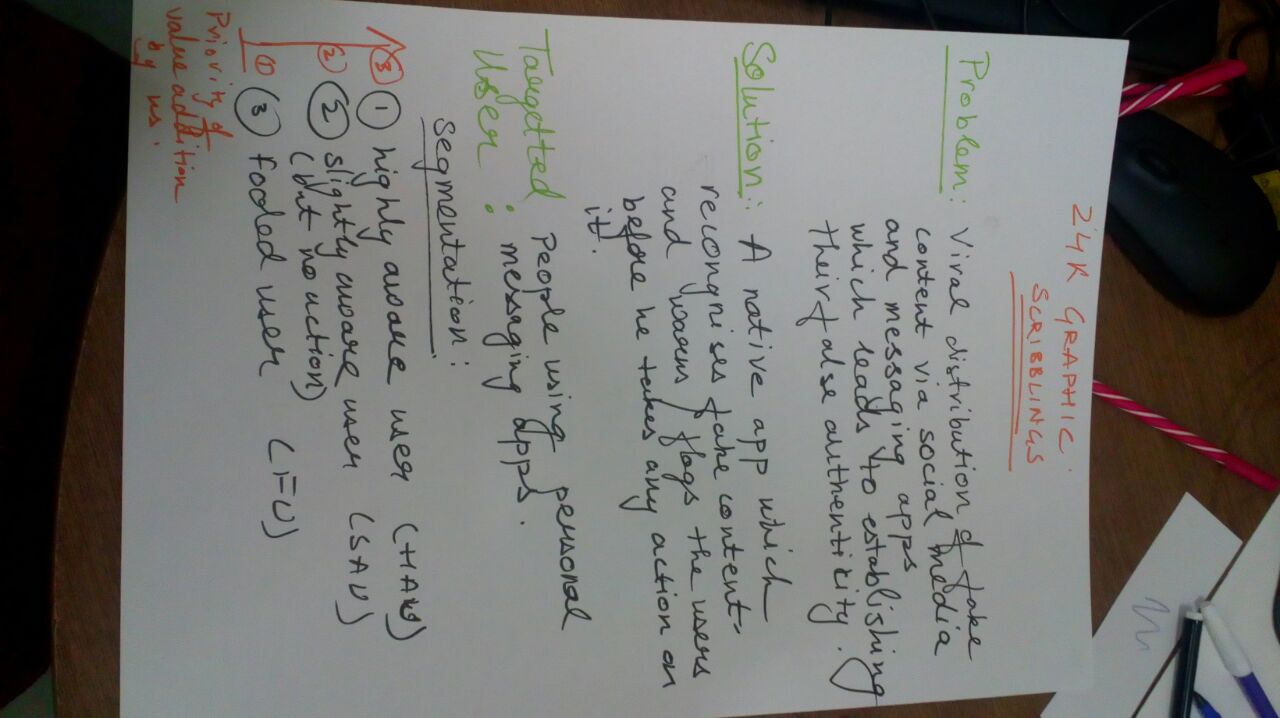 24K GRAPHIC
SCRIBBLINGS
Problem: Viral distribution of fake
content via social media
and messaging apps
which leads to establishing
their false authenticity.
Solution: A native app which
recongnises fake content
and warns / flags the users
before he takes any action on
it.
Targetted User: People using personal
messaging apps.
Segmentation:
3 1 highly aware user (HAU)
2 2 slightly aware user (SAU)
(but no action)
1 3 fooled user (FU)
Priority of
value addition
by us.